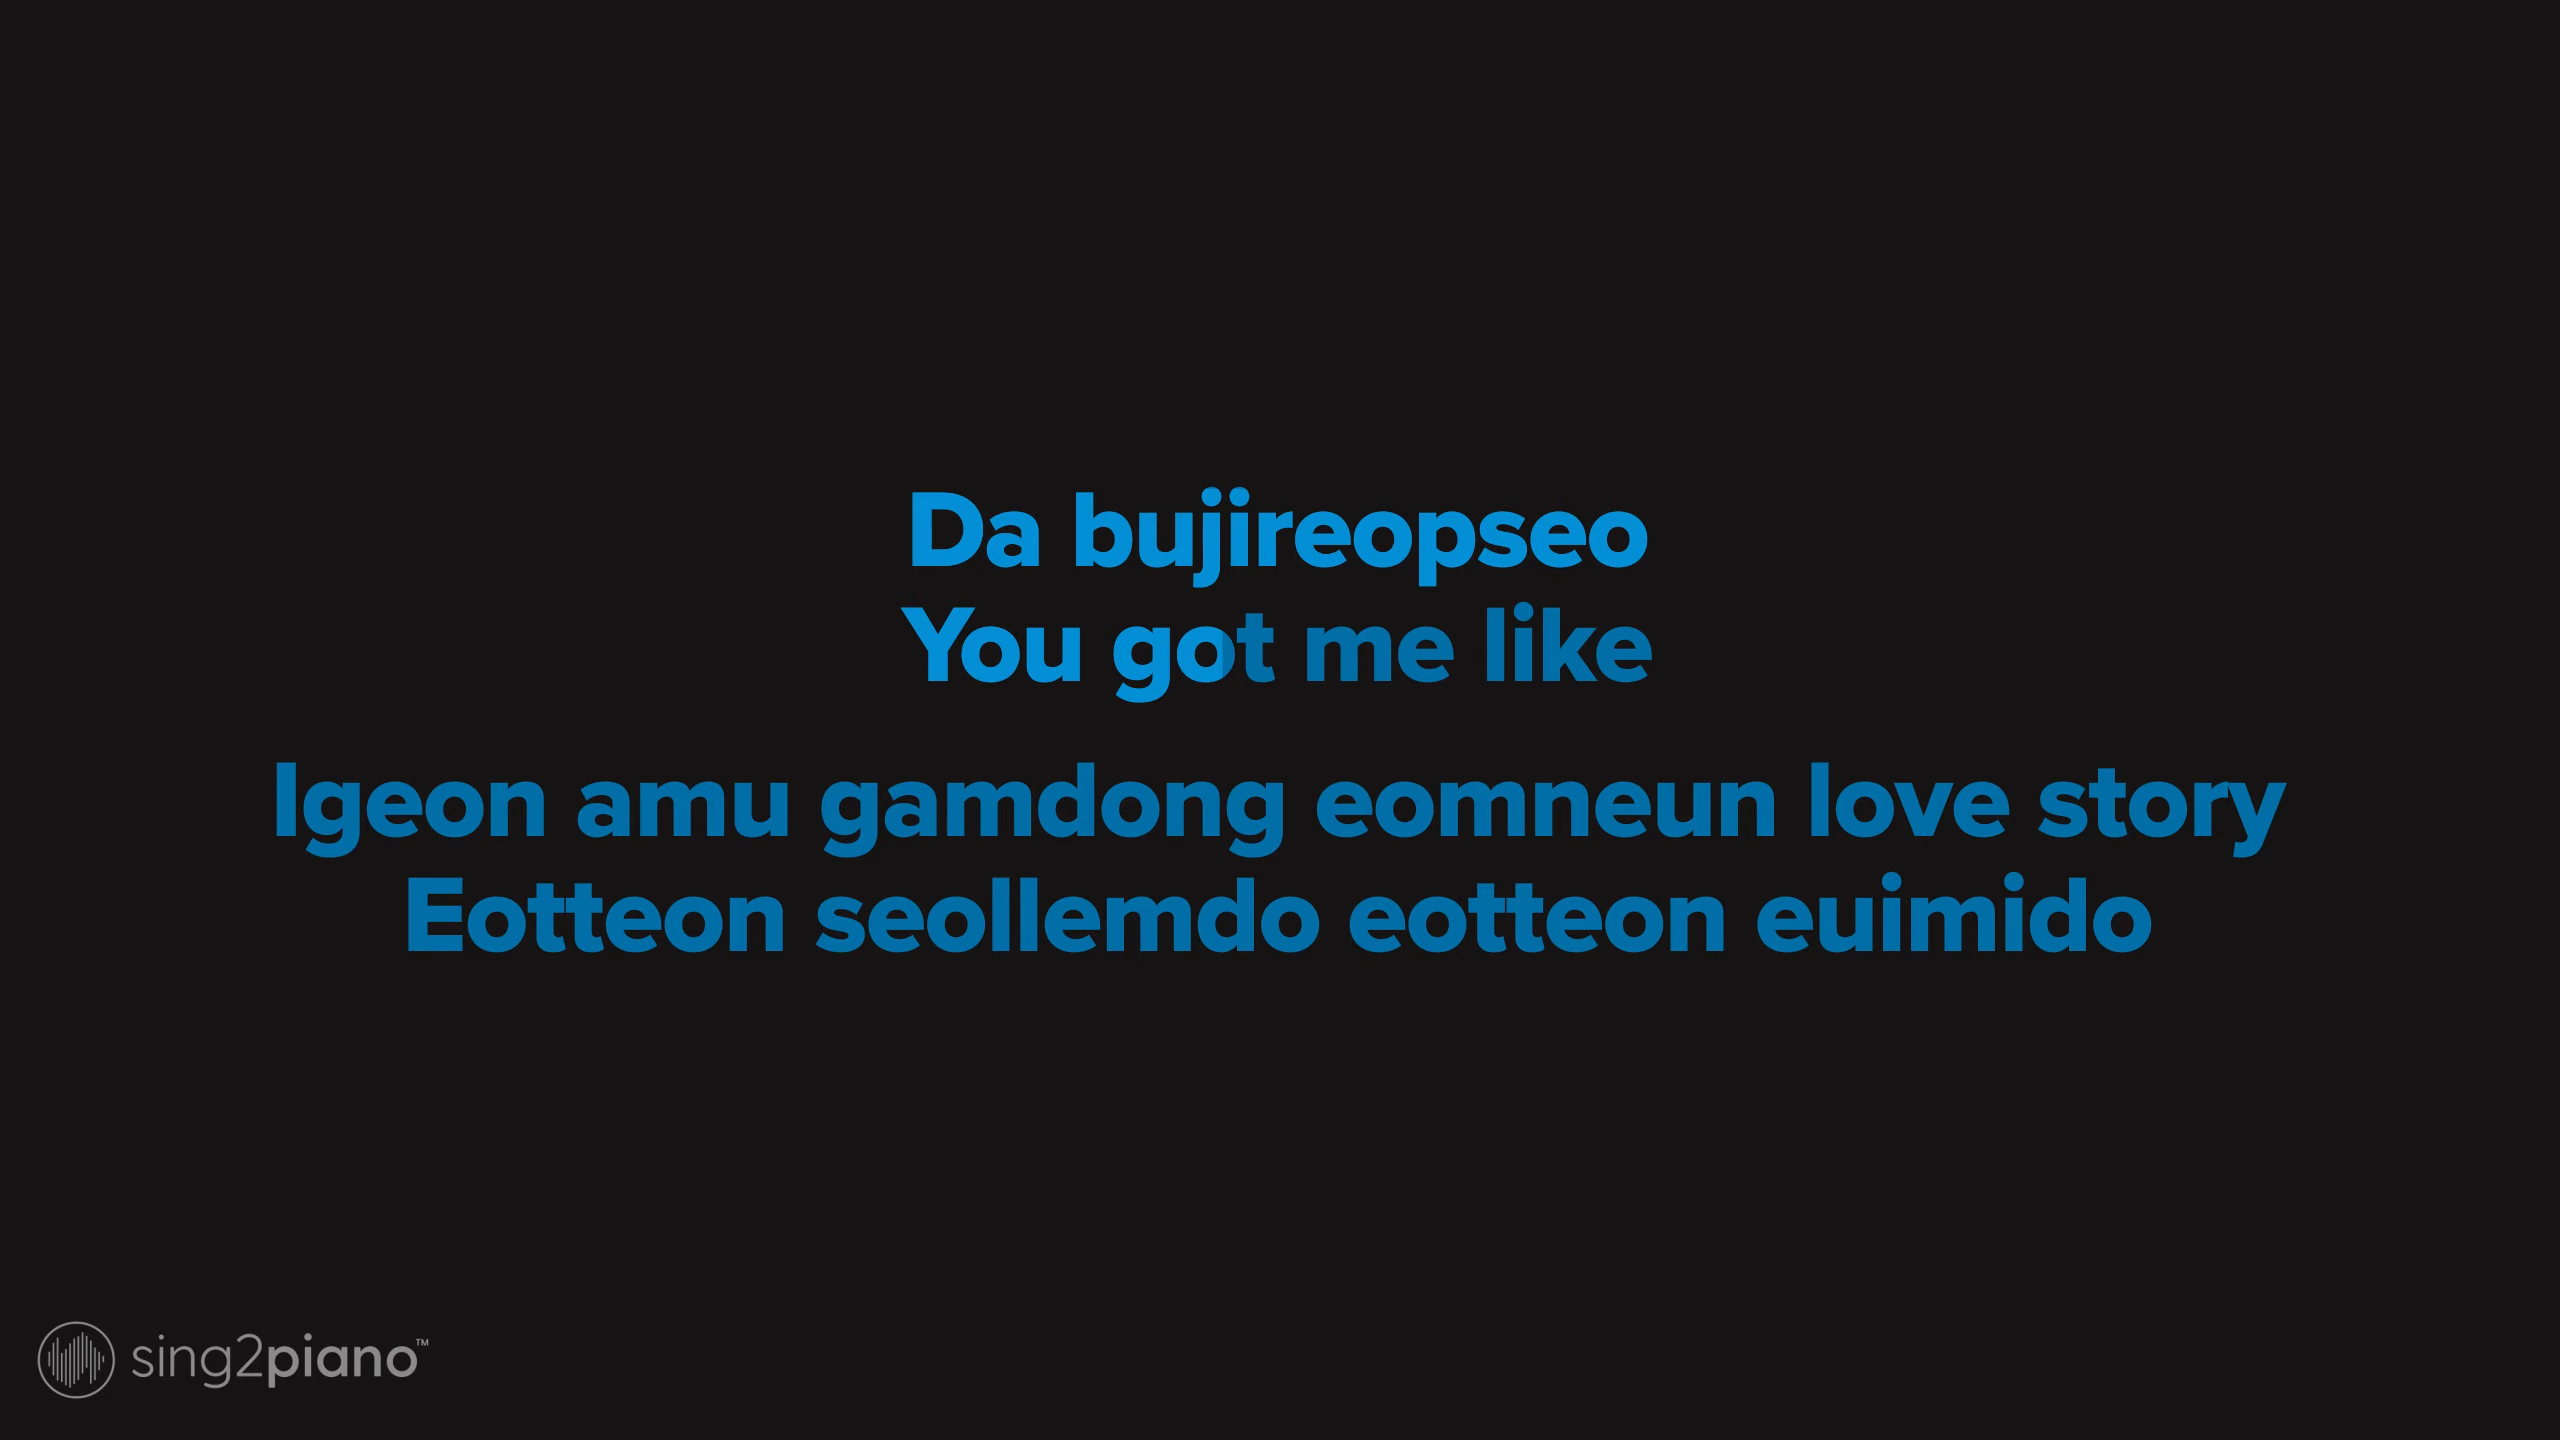 Da bujireopseo
You got me like
Igeon amu gamdong eomneun love story
Eotteon seollemdo eotteon euimido
sing2piano™